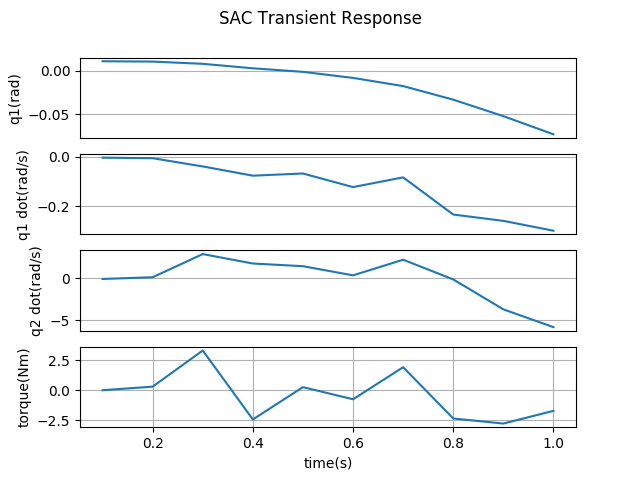 SAC Transient Response
q1(rad)
0.00
−0.05
q1 dot(rad/s)
0.0
−0.2
q2 dot(rad/s)
0
−5
torque(Nm)
2.5
0.0
−2.5
0.2 0.4 0.6 0.8 1.0
time(s)